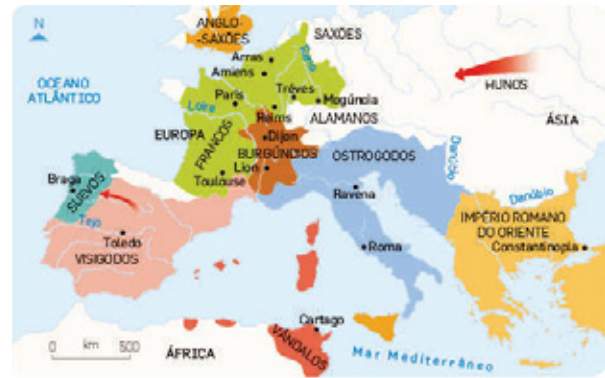 N
ANGLO-
SAXÕES
SAXÕES
OCEANO
ATLÂNTICO
Arras
Amiens
Reno
Paris
Tréves
Mogúncia
Loire
Reims
ALAMANOS
HUNOS
ÁSIA
EUROPA
FRANCOS
Dijon
BURGÚNDIOS
OSTROGODOS
Danúbio
Lion
Toulouse
Braga
SUEVOS
Ravena
Danúbio
Tejo
Toledo
VISIGODOS
Roma
IMPÉRIO ROMANO
DO ORIENTE
Constantinopla
Cartago
VÂNDALOS
0 km 500
ÁFRICA
Mar Mediterrâneo